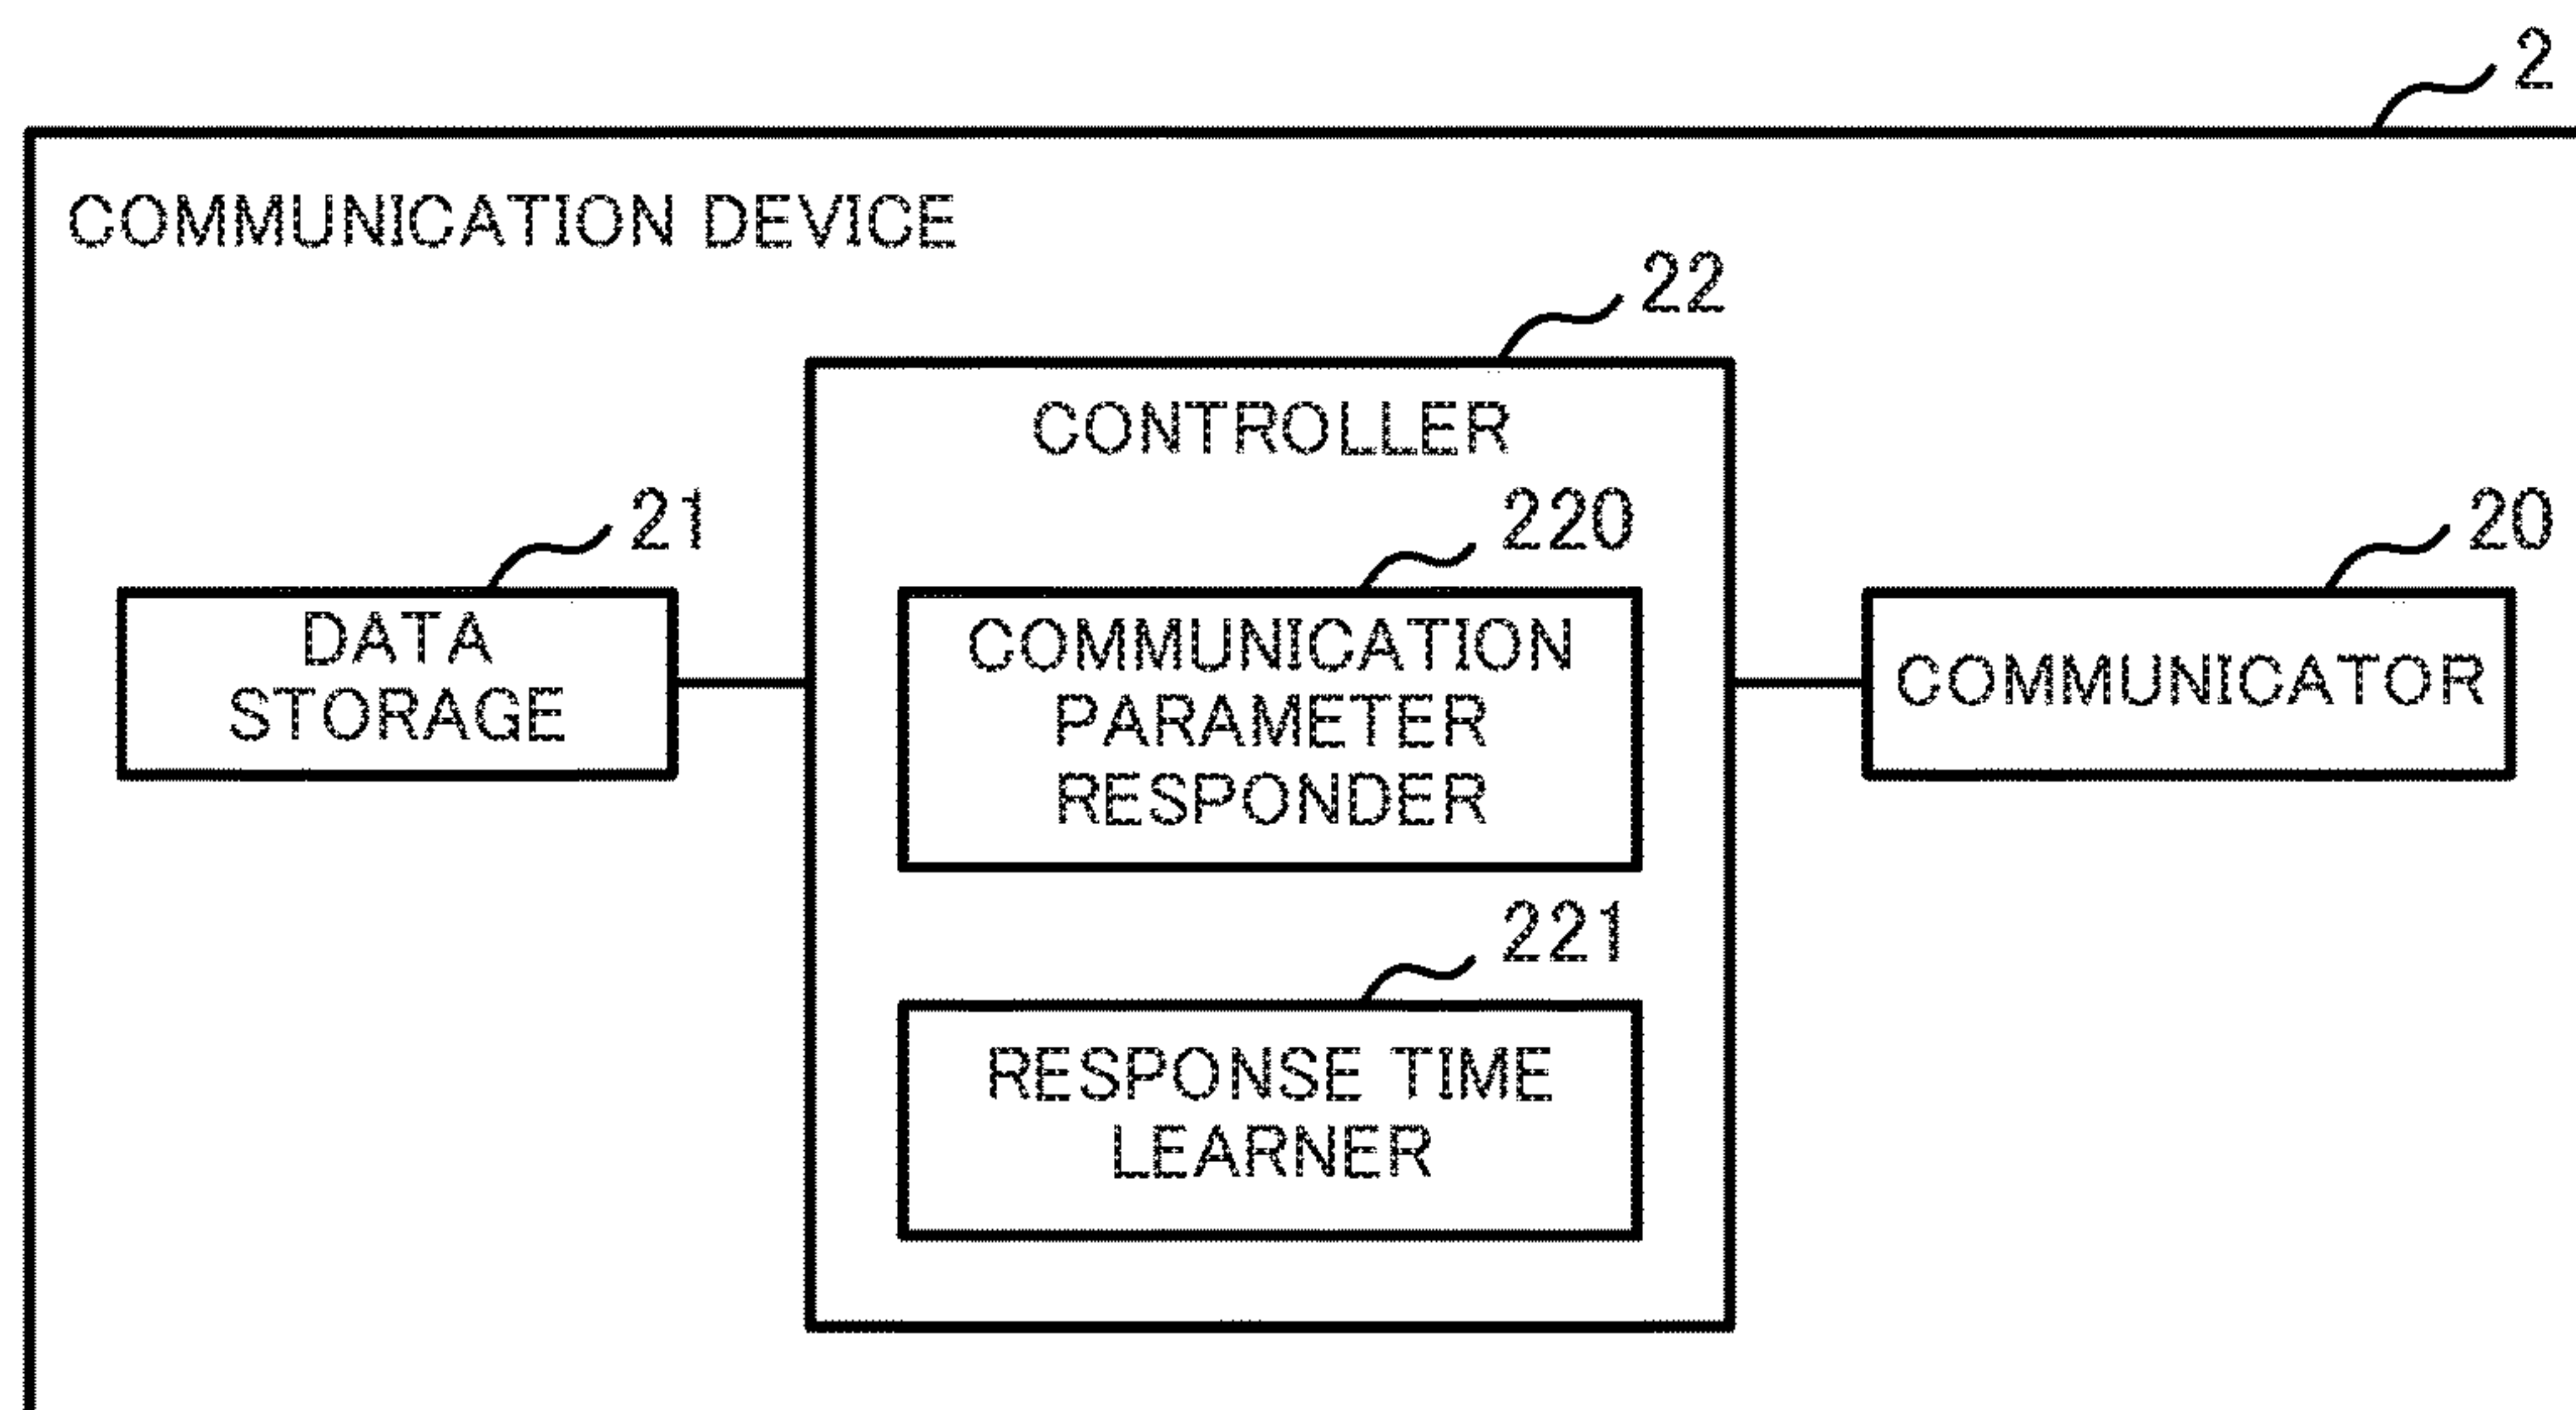 2
COMMUNICATION DEVICE
22
CONTROLLER
21
220
20
DATA
STORAGE
COMMUNICATION
PARAMETER
RESPONDER
COMMUNICATOR
221
RESPONSE TIME
LEARNER